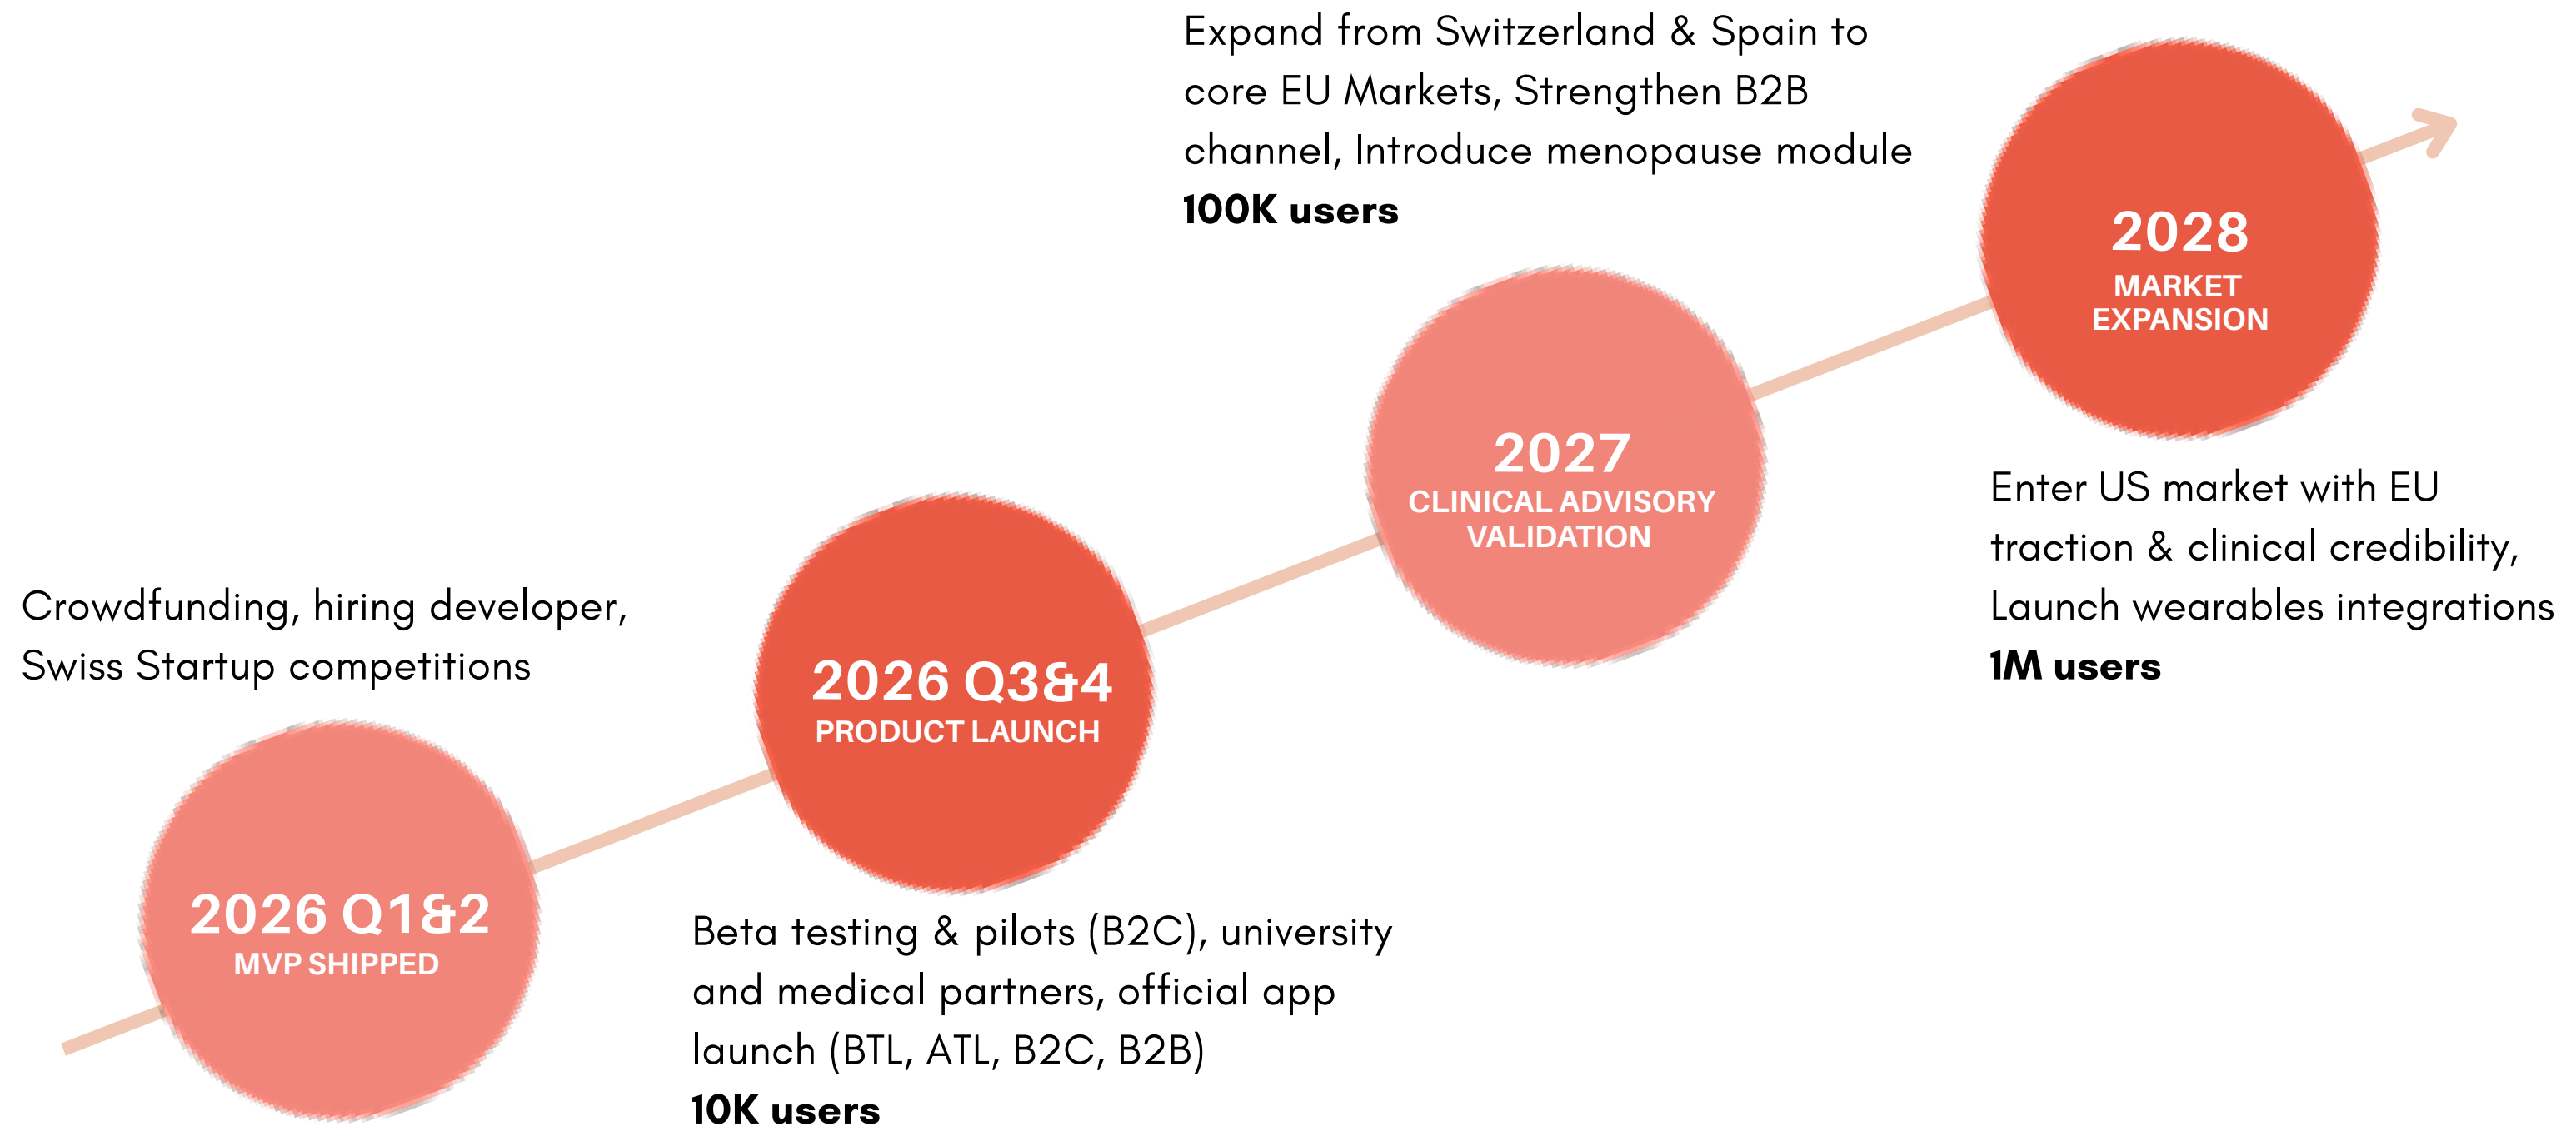 Crowdfunding, hiring developer,
Swiss Startup competitions
2026 Q1&2
MVP SHIPPED
2026 Q3&4
PRODUCT LAUNCH
Beta testing & pilots (B2C), university
and medical partners, official app
launch (BTL, ATL, B2C, B2B)
10K users
Expand from Switzerland & Spain to
core EU Markets, Strengthen B2B
channel, Introduce menopause module
100K users
2027
CLINICAL ADVISORY
VALIDATION
2028
MARKET
EXPANSION
Enter US market with EU
traction & clinical credibility,
Launch wearables integrations
1M users